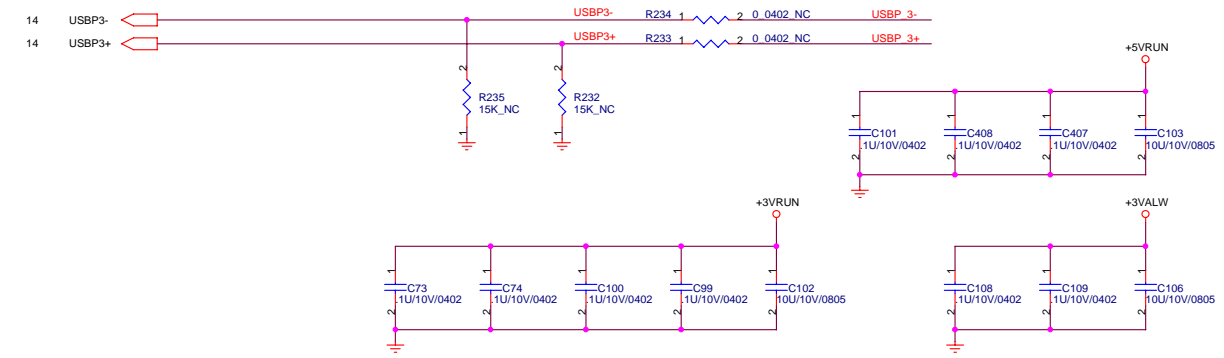 14 USBP3- USBP3- R234 1 2 0_0402_NC USBP_3-
14 USBP3+ USBP3+ R233 1 2 0_0402_NC USBP_3+
+5VRUN
2 2
R235 R232
15K_NC 15K_NC
1 1
1 1 1 1
C101 C408 C407 C103
.1U/10V/0402 .1U/10V/0402 .1U/10V/0402 10U/10V/0805
2 2 2 2
+3VRUN +3VALW
1 1 1 1 1 1 1 1
C73 C74 C100 C99 C102 C108 C109 C106
.1U/10V/0402 .1U/10V/0402 .1U/10V/0402 .1U/10V/0402 10U/10V/0805 .1U/10V/0402 .1U/10V/0402 10U/10V/0805
2 2 2 2 2 2 2 2